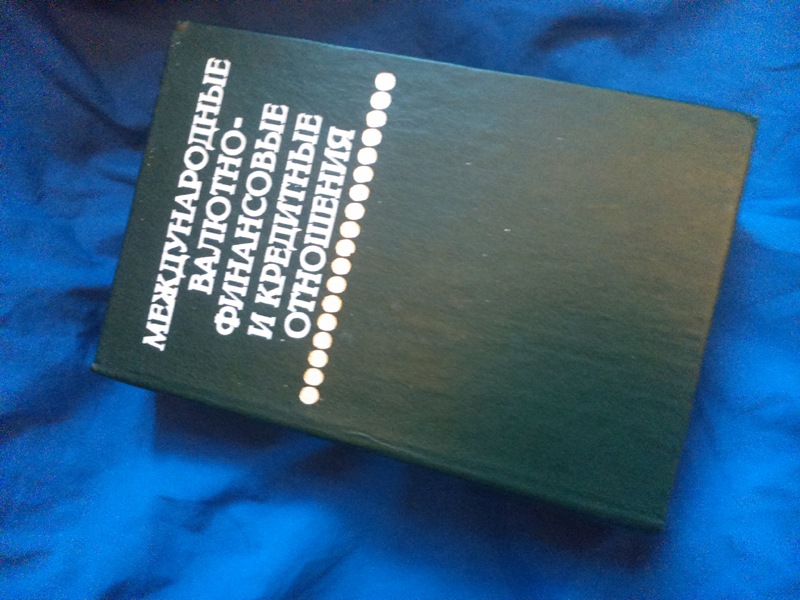 МЕЖДУНАРОДНЫЕ
ВАЛЮТНО-
ФИНАНСОВЫЕ
И КРЕДИТНЫЕ
ОТНОШЕНИЯ